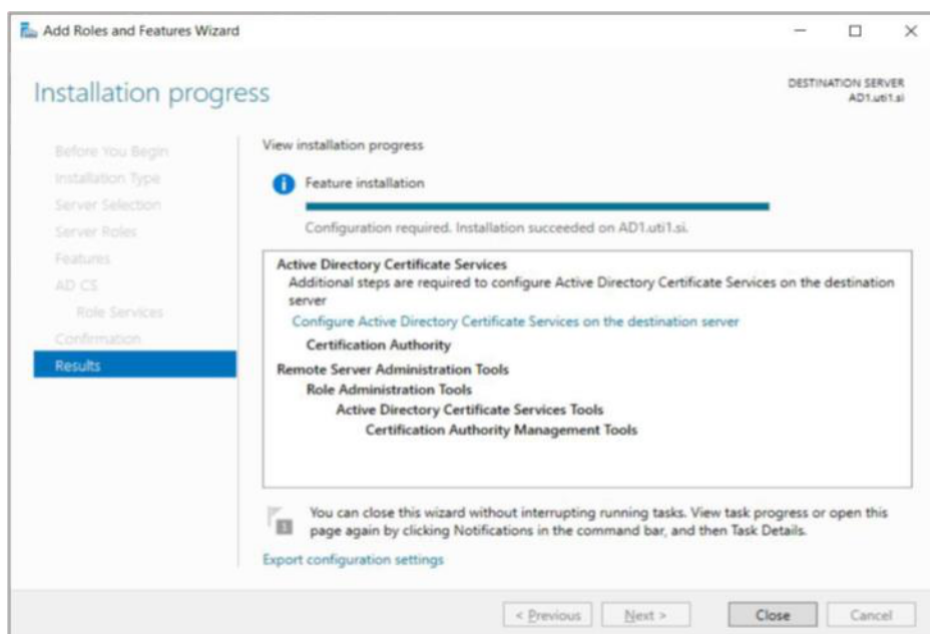 Add Roles and Features Wizard
Installation progress
DESTINATION SERVER
AD1.uti1.si
Before You Begin
Installation Type
Server Selection
Server Roles
Features
AD CS
Role Services
Confirmation
Results
View installation progress
Feature installation
Configuration required. Installation succeeded on AD1.uti1.si.
Active Directory Certificate Services
Additional steps are required to configure Active Directory Certificate Services on the destination
server
Configure Active Directory Certificate Services on the destination server
Certification Authority
Remote Server Administration Tools
Role Administration Tools
Active Directory Certificate Services Tools
Certification Authority Management Tools
1
You can close this wizard without interrupting running tasks. View task progress or open this
page again by clicking Notifications in the command bar, and then Task Details.
Export configuration settings
< Previous
Next >
Close
Cancel